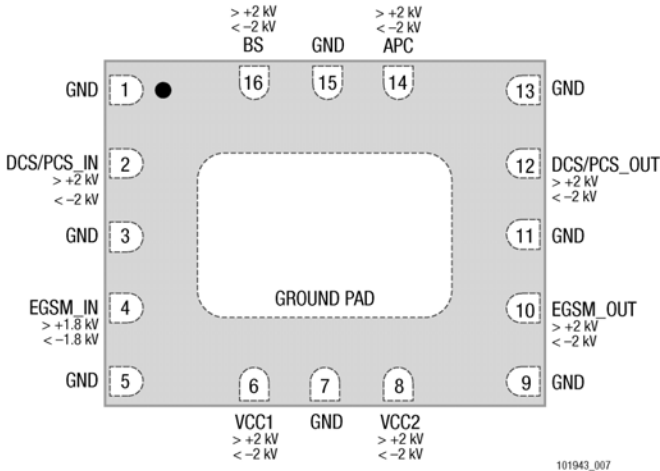 > +2 kV
< –2 kV
BS
GND
> +2 kV
< –2 kV
APC
16
15
14
GND
1
13
GND
DCS/PCS_IN
> +2 kV
< –2 kV
2
12
DCS/PCS_OUT
> +2 kV
< –2 kV
GND
3
11
GND
EGSM_IN
> +1.8 kV
< –1.8 kV
4
GROUND PAD
10
EGSM_OUT
> +2 kV
< –2 kV
GND
5
6
7
8
9
GND
VCC1
> +2 kV
< –2 kV
GND
VCC2
> +2 kV
< –2 kV
101943_007